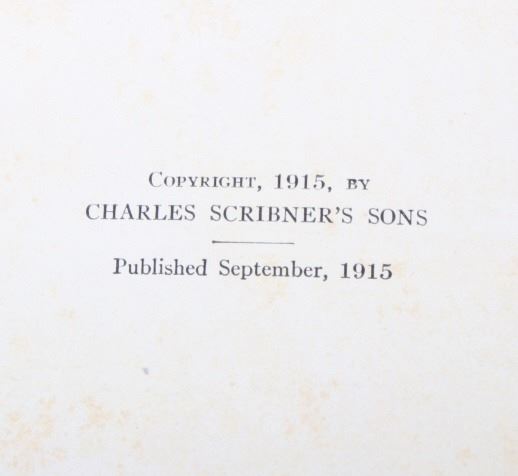 COPYRIGHT, 1915, BY
CHARLES SCRIBNER'S SONS
Published September, 1915